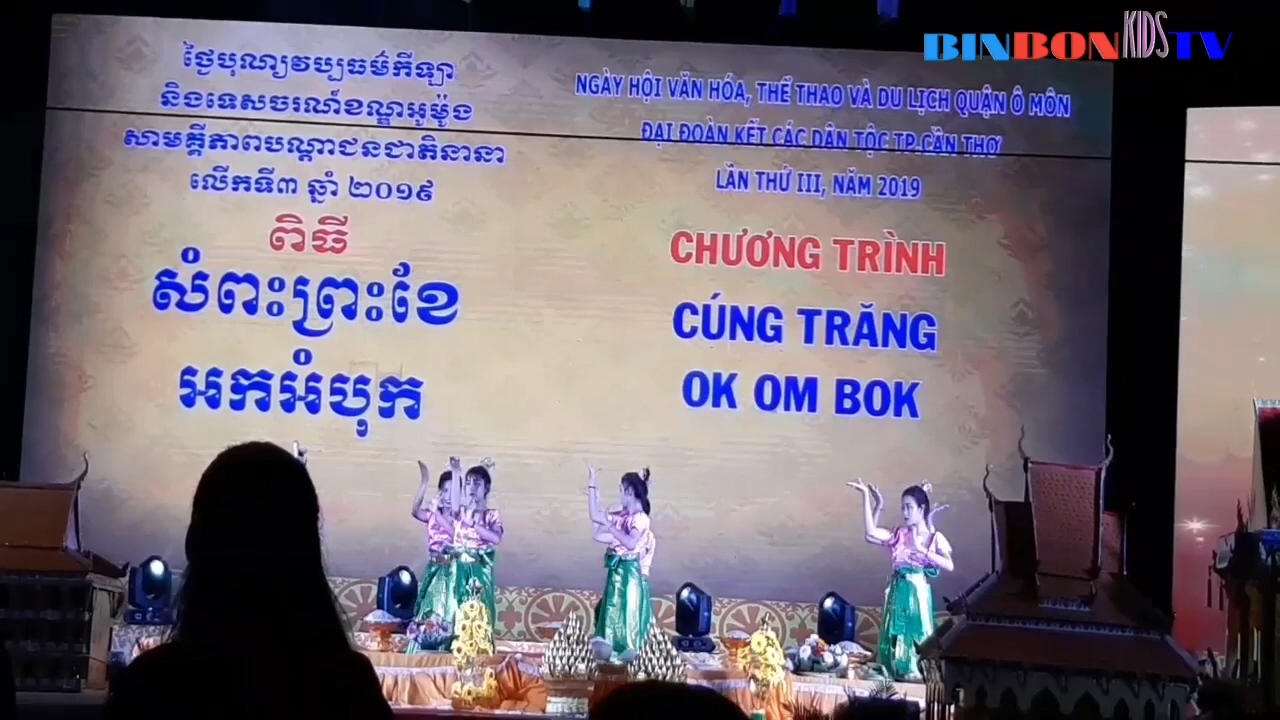 BINBON KIDS TV
ថ្ងៃបុណ្យវប្បធម៌កីឡា
និងទេសចរណ៍ខណ្ឌអូម៉ូង
សាមគ្គីភាពបណ្តាជនជាតិនានា
លើកទី៣ ឆ្នាំ ២០១៩
ពិធី
សំពះព្រះខែ
អកអំបុក
NGÀY HỘI VĂN HÓA, THỂ THAO VÀ DU LỊCH QUẬN Ô MÔN
ĐẠI ĐOÀN KẾT CÁC DÂN TỘC TP.CẦN THƠ
LẦN THỨ III, NĂM 2019
CHƯƠNG TRÌNH
CÚNG TRĂNG
OK OM BOK